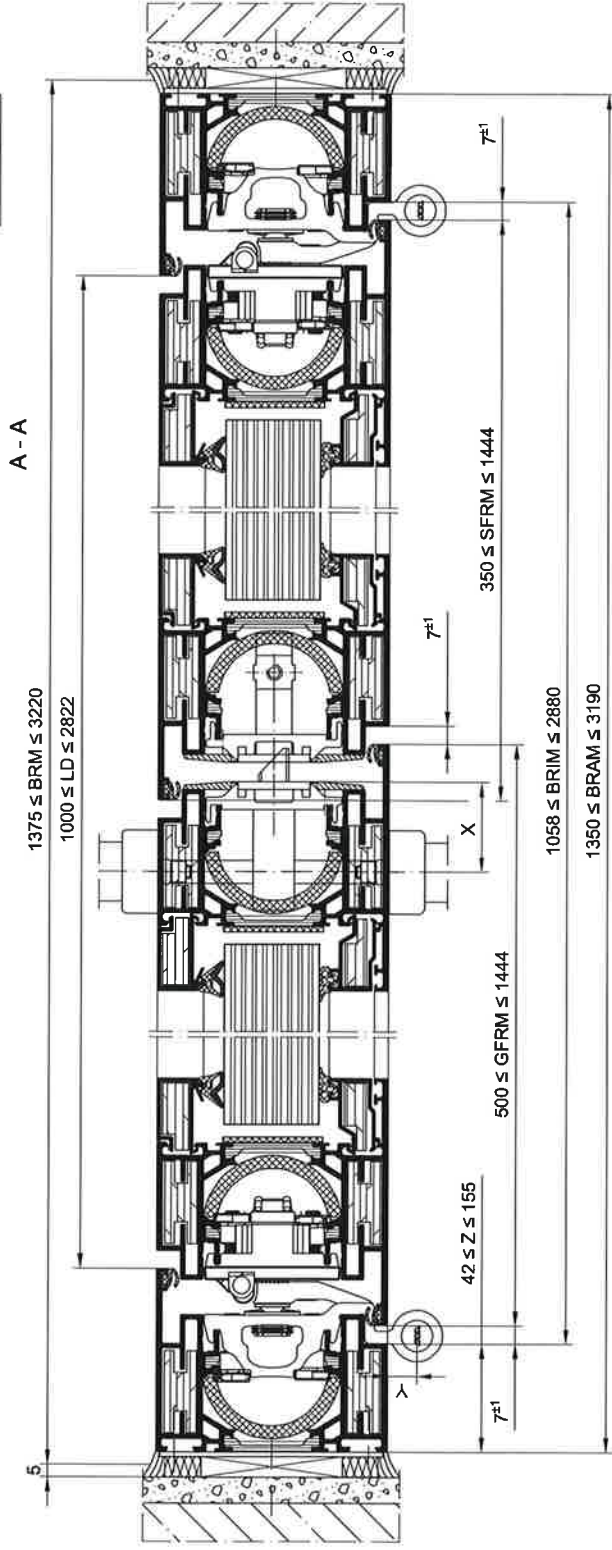 A - A
1375 ≤ BRM ≤ 3220
1000 ≤ LD ≤ 2822
5
7±1
350 ≤ SFRM ≤ 1444
7±1
X
500 ≤ GFRM ≤ 1444
42 ≤ Z ≤ 155
Y
7±1
1058 ≤ BRIM ≤ 2880
1350 ≤ BRAM ≤ 3190